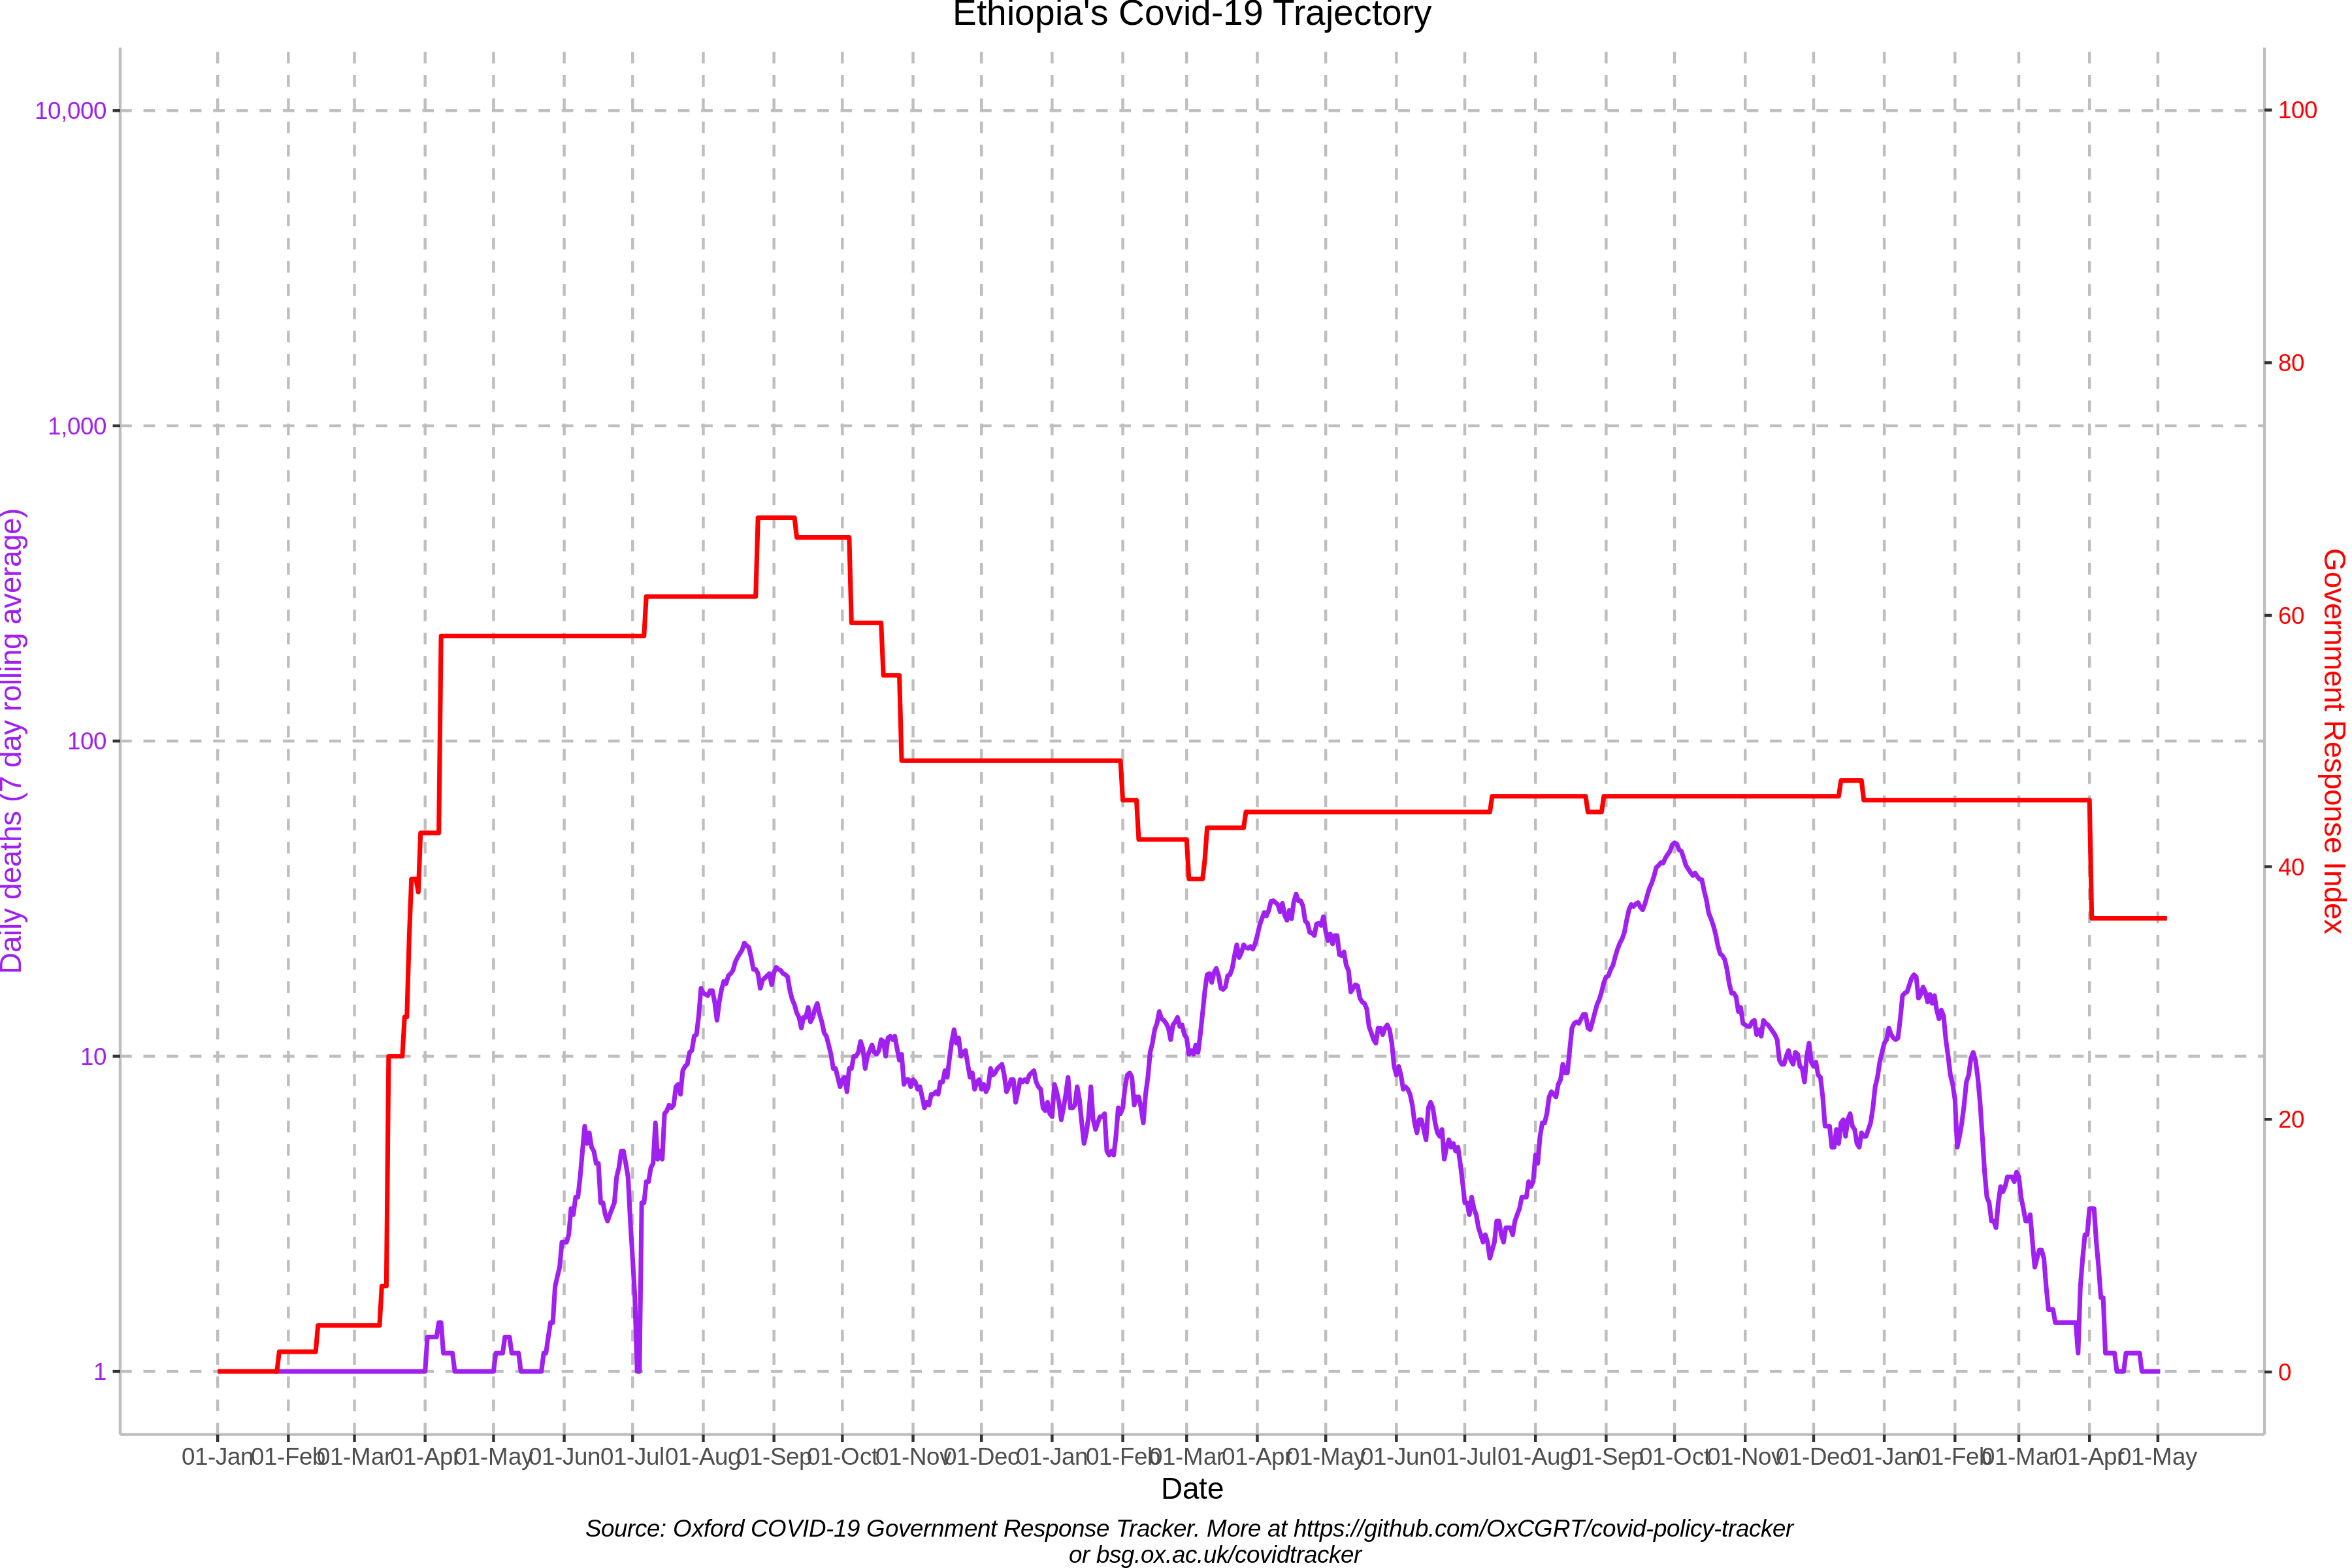 Ethiopia's Covid-19 Trajectory
Daily deaths (7 day rolling average)
10,000
1,000
100
10
1
100
80
60
40
20
0
Government Response Index
01-Jan 01-Feb 01-Mar 01-Apr 01-May 01-Jun 01-Jul 01-Aug 01-Sep 01-Oct 01-Nov 01-Dec 01-Jan 01-Feb 01-Mar 01-Apr 01-May 01-Jun 01-Jul 01-Aug 01-Sep 01-Oct 01-Nov 01-Dec 01-Jan 01-Feb 01-Mar 01-Apr 01-May
Date
Source: Oxford COVID-19 Government Response Tracker. More at https://github.com/OxCGRT/covid-policy-tracker
or bsg.ox.ac.uk/covidtracker